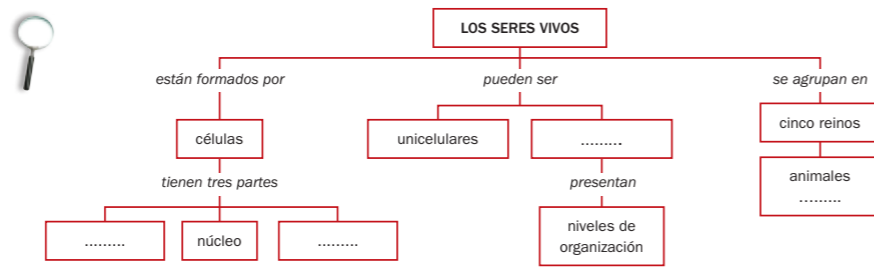 LOS SERES VIVOS
están formados por
pueden ser
se agrupan en
células
unicelulares
..........
cinco reinos
tienen tres partes
presentan
animales
.........
.........
núcleo
.........
niveles de
organización